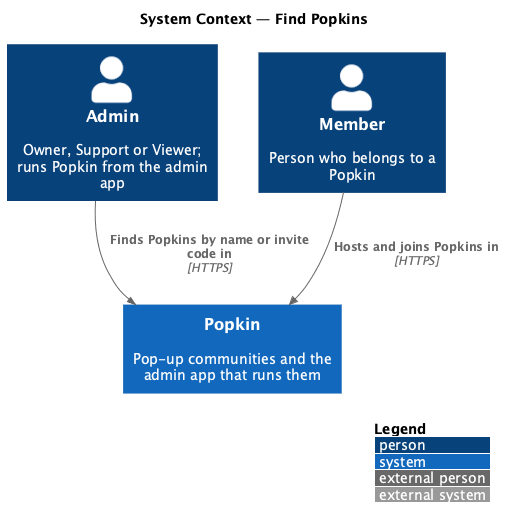 System Context — Find Popkins
Admin
Owner, Support or Viewer;
runs Popkin from the admin
app
Member
Person who belongs to a
Popkin
Finds Popkins by name or invite
code in
[HTTPS]
Hosts and joins Popkins in
[HTTPS]
Popkin
Pop-up communities and the
admin app that runs them
Legend
person
system
external person
external system